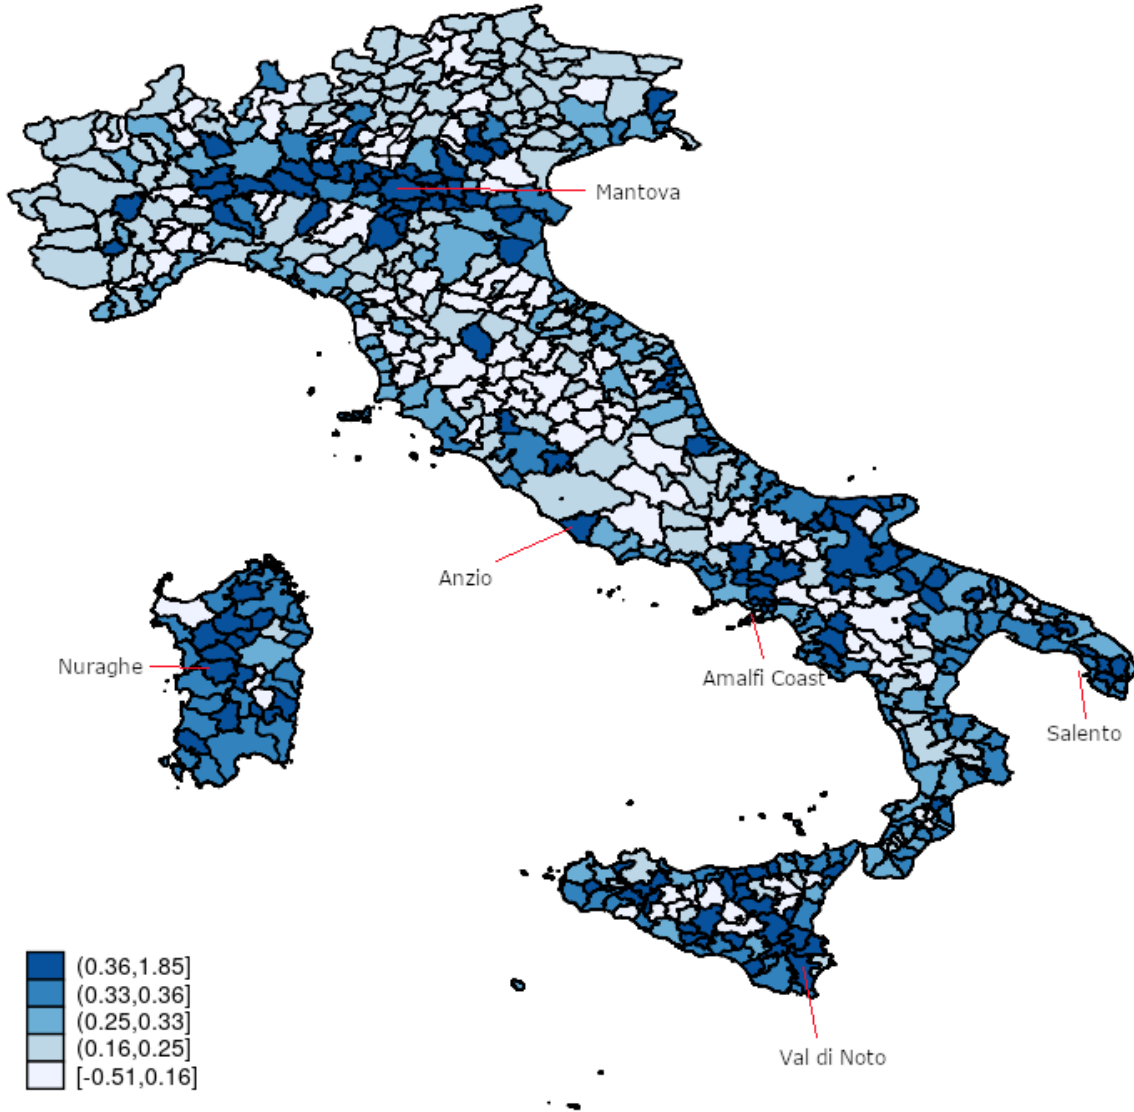 Mantova
Anzio
Nuraghe
Amalfi Coast
Salento
(0.36,1.85]
(0.33,0.36]
(0.25,0.33]
(0.16,0.25]
[-0.51,0.16]
Val di Noto